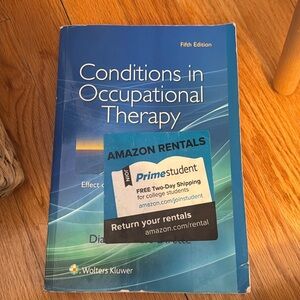 Fifth Edition
Conditions in
Occupational
Therapy
AMAZON RENTALS
NOW!
Primestudent
FREE Two-Day Shipping
for college students
amazon.com/joinstudent
Return your rentals
amazon.com/rental
Wolters Kluwer